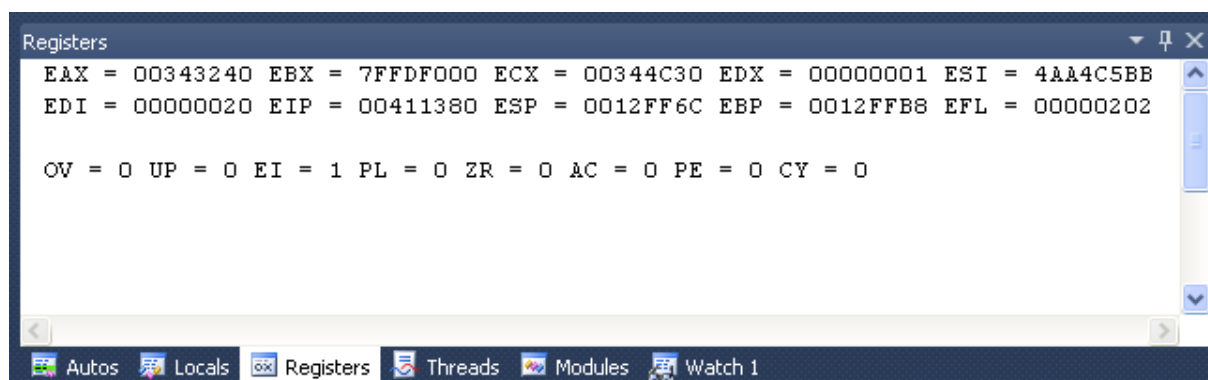 Registers
EAX = 00343240 EBX = 7FFDF000 ECX = 00344C30 EDX = 00000001 ESI = 4AA4C5BB
EDI = 00000020 EIP = 00411380 ESP = 0012FF6C EBP = 0012FFB8 EFL = 00000202
OV = 0 UP = 0 EI = 1 PL = 0 ZR = 0 AC = 0 PE = 0 CY = 0
Autos Locals Registers Threads Modules Watch 1